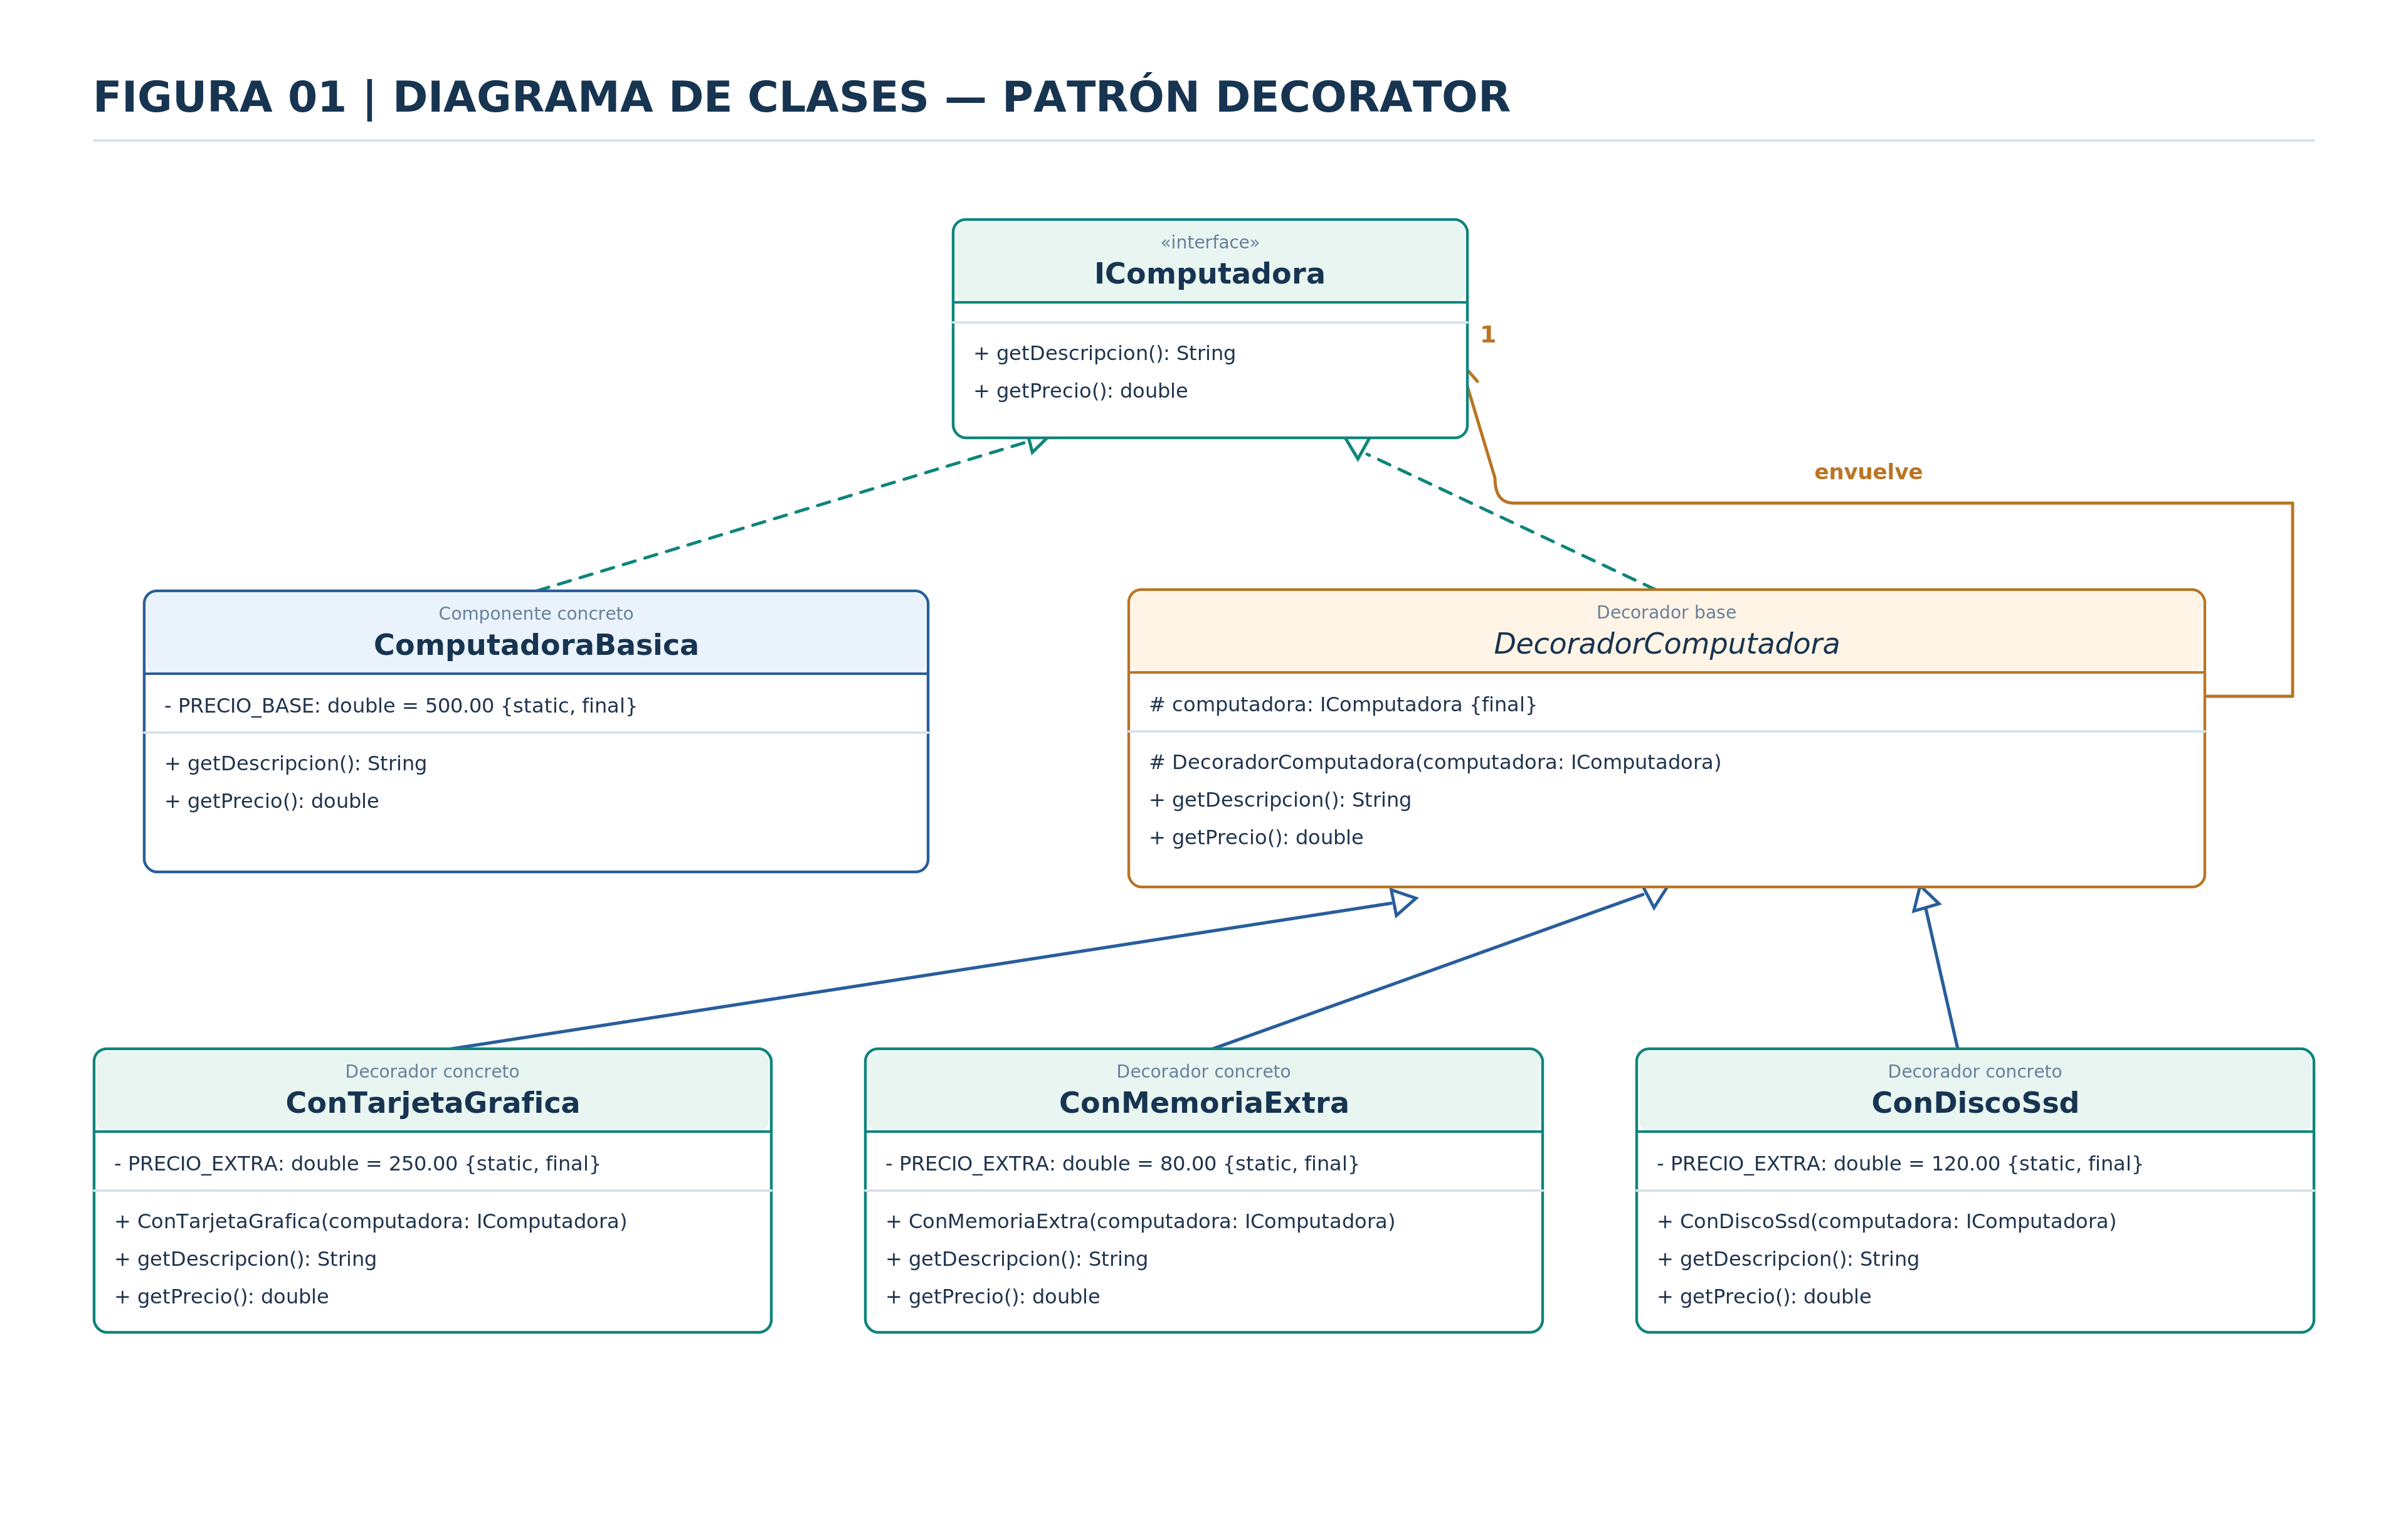 FIGURA 01 | DIAGRAMA DE CLASES — PATRÓN DECORATOR
«interface»
IComputadora
+ getDescripcion(): String
+ getPrecio(): double
1
envuelve
Componente concreto
ComputadoraBasica
- PRECIO_BASE: double = 500.00 {static, final}
+ getDescripcion(): String
+ getPrecio(): double
Decorador base
DecoradorComputadora
# computadora: IComputadora {final}
# DecoradorComputadora(computadora: IComputadora)
+ getDescripcion(): String
+ getPrecio(): double
Decorador concreto
ConTarjetaGrafica
- PRECIO_EXTRA: double = 250.00 {static, final}
+ ConTarjetaGrafica(computadora: IComputadora)
+ getDescripcion(): String
+ getPrecio(): double
Decorador concreto
ConMemoriaExtra
- PRECIO_EXTRA: double = 80.00 {static, final}
+ ConMemoriaExtra(computadora: IComputadora)
+ getDescripcion(): String
+ getPrecio(): double
Decorador concreto
ConDiscoSsd
- PRECIO_EXTRA: double = 120.00 {static, final}
+ ConDiscoSsd(computadora: IComputadora)
+ getDescripcion(): String
+ getPrecio(): double